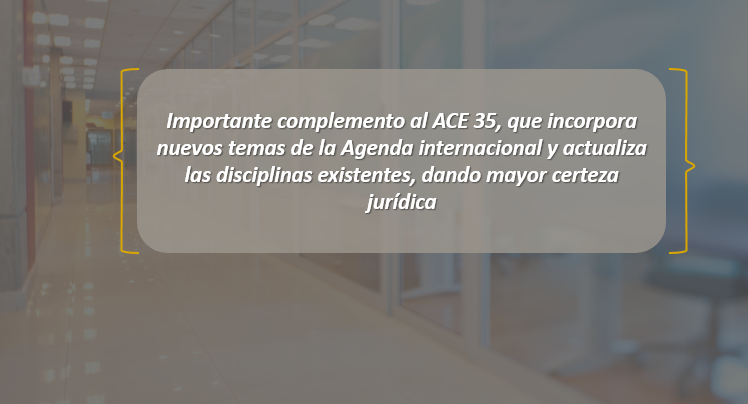 Importante complemento al ACE 35, que incorpora
nuevos temas de la Agenda internacional y actualiza
las disciplinas existentes, dando mayor certeza
jurídica